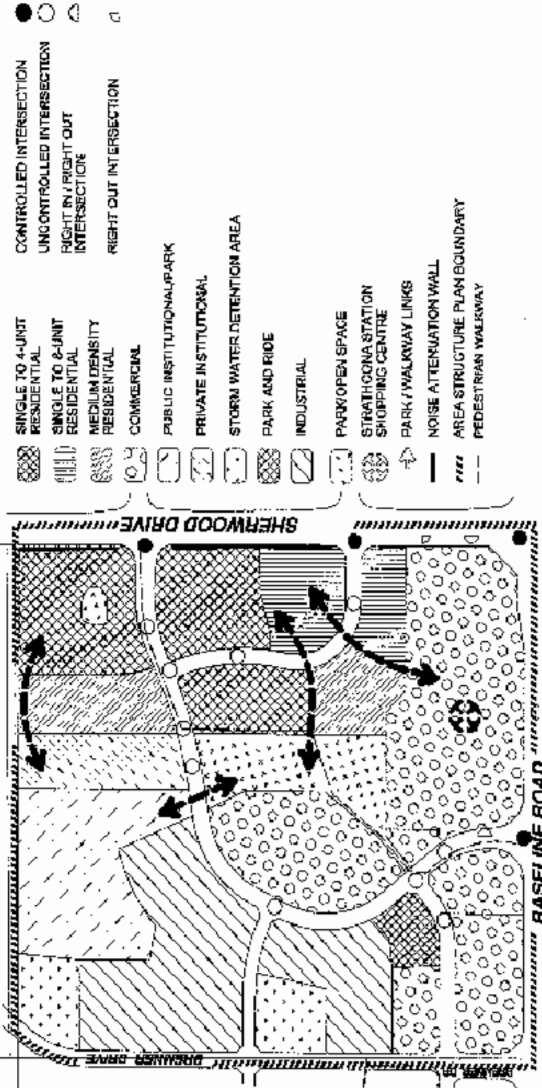 CONTROLLED INTERSECTION
UNCONTROLLED INTERSECTION
RIGHT IN / RIGHT OUT
INTERSECTION
RIGHT OUT INTERSECTION
SINGLE TO 4-UNIT
RESIDENTIAL
SINGLE TO 8-UNIT
RESIDENTIAL
MEDIUM DENSITY
RESIDENTIAL
COMMERCIAL
PUBLIC INSTITUTIONAL/PARK
PRIVATE INSTITUTIONAL
STORM WATER DETENTION AREA
PARK AND RIDE
INDUSTRIAL
PARK/OPEN SPACE
STRATHCONA STATION
SHOPPING CENTRE
PARK / WALKWAY LINKS
NOISE ATTENUATION WALL
AREA STRUCTURE PLAN BOUNDARY
PEDESTRIAN WALKWAY
SHERWOOD DRIVE
BASELINE ROAD
DRIVE